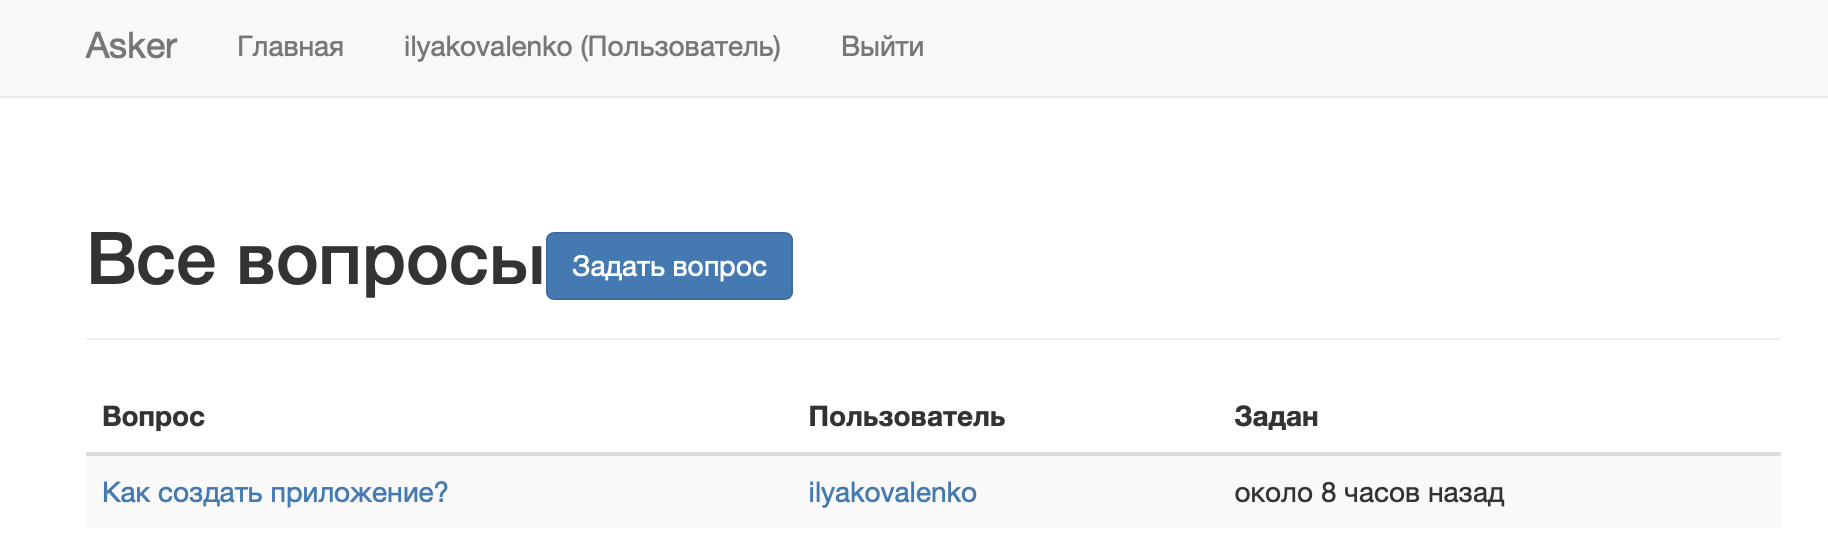 Asker Главная ilyakovalenko (Пользователь) Выйти
Все вопросы Задать вопрос
Вопрос Пользователь Задан
Как создать приложение? ilyakovalenko около 8 часов назад